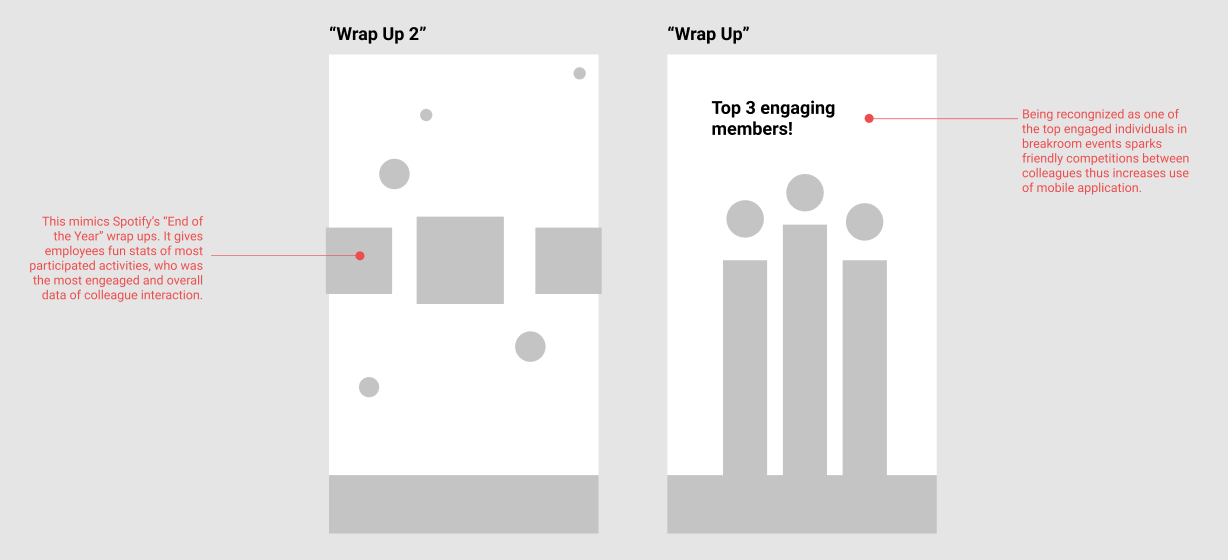 “Wrap Up 2”
“Wrap Up”
Top 3 engaging
members!
Being recongnized as one of
the top engaged individuals in
breakroom events sparks
friendly competitions between
colleagues thus increases use
of mobile application.
This mimics Spotify’s “End of
the Year” wrap ups. It gives
employees fun stats of most
participated activities, who was
the most engeaged and overall
data of colleague interaction.